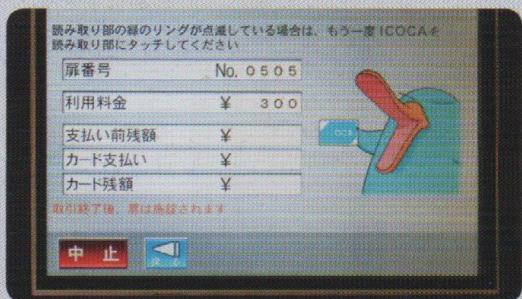 読み取り部の緑のリングが点滅している場合は、もう一度ICOCAを
読み取り部にタッチしてください
扉番号 No. 0505
利用料金 ¥ 300
支払い前残額 ¥
カード支払い ¥
カード残額 ¥
取引終了後、扉は施錠されます
中止
戻る